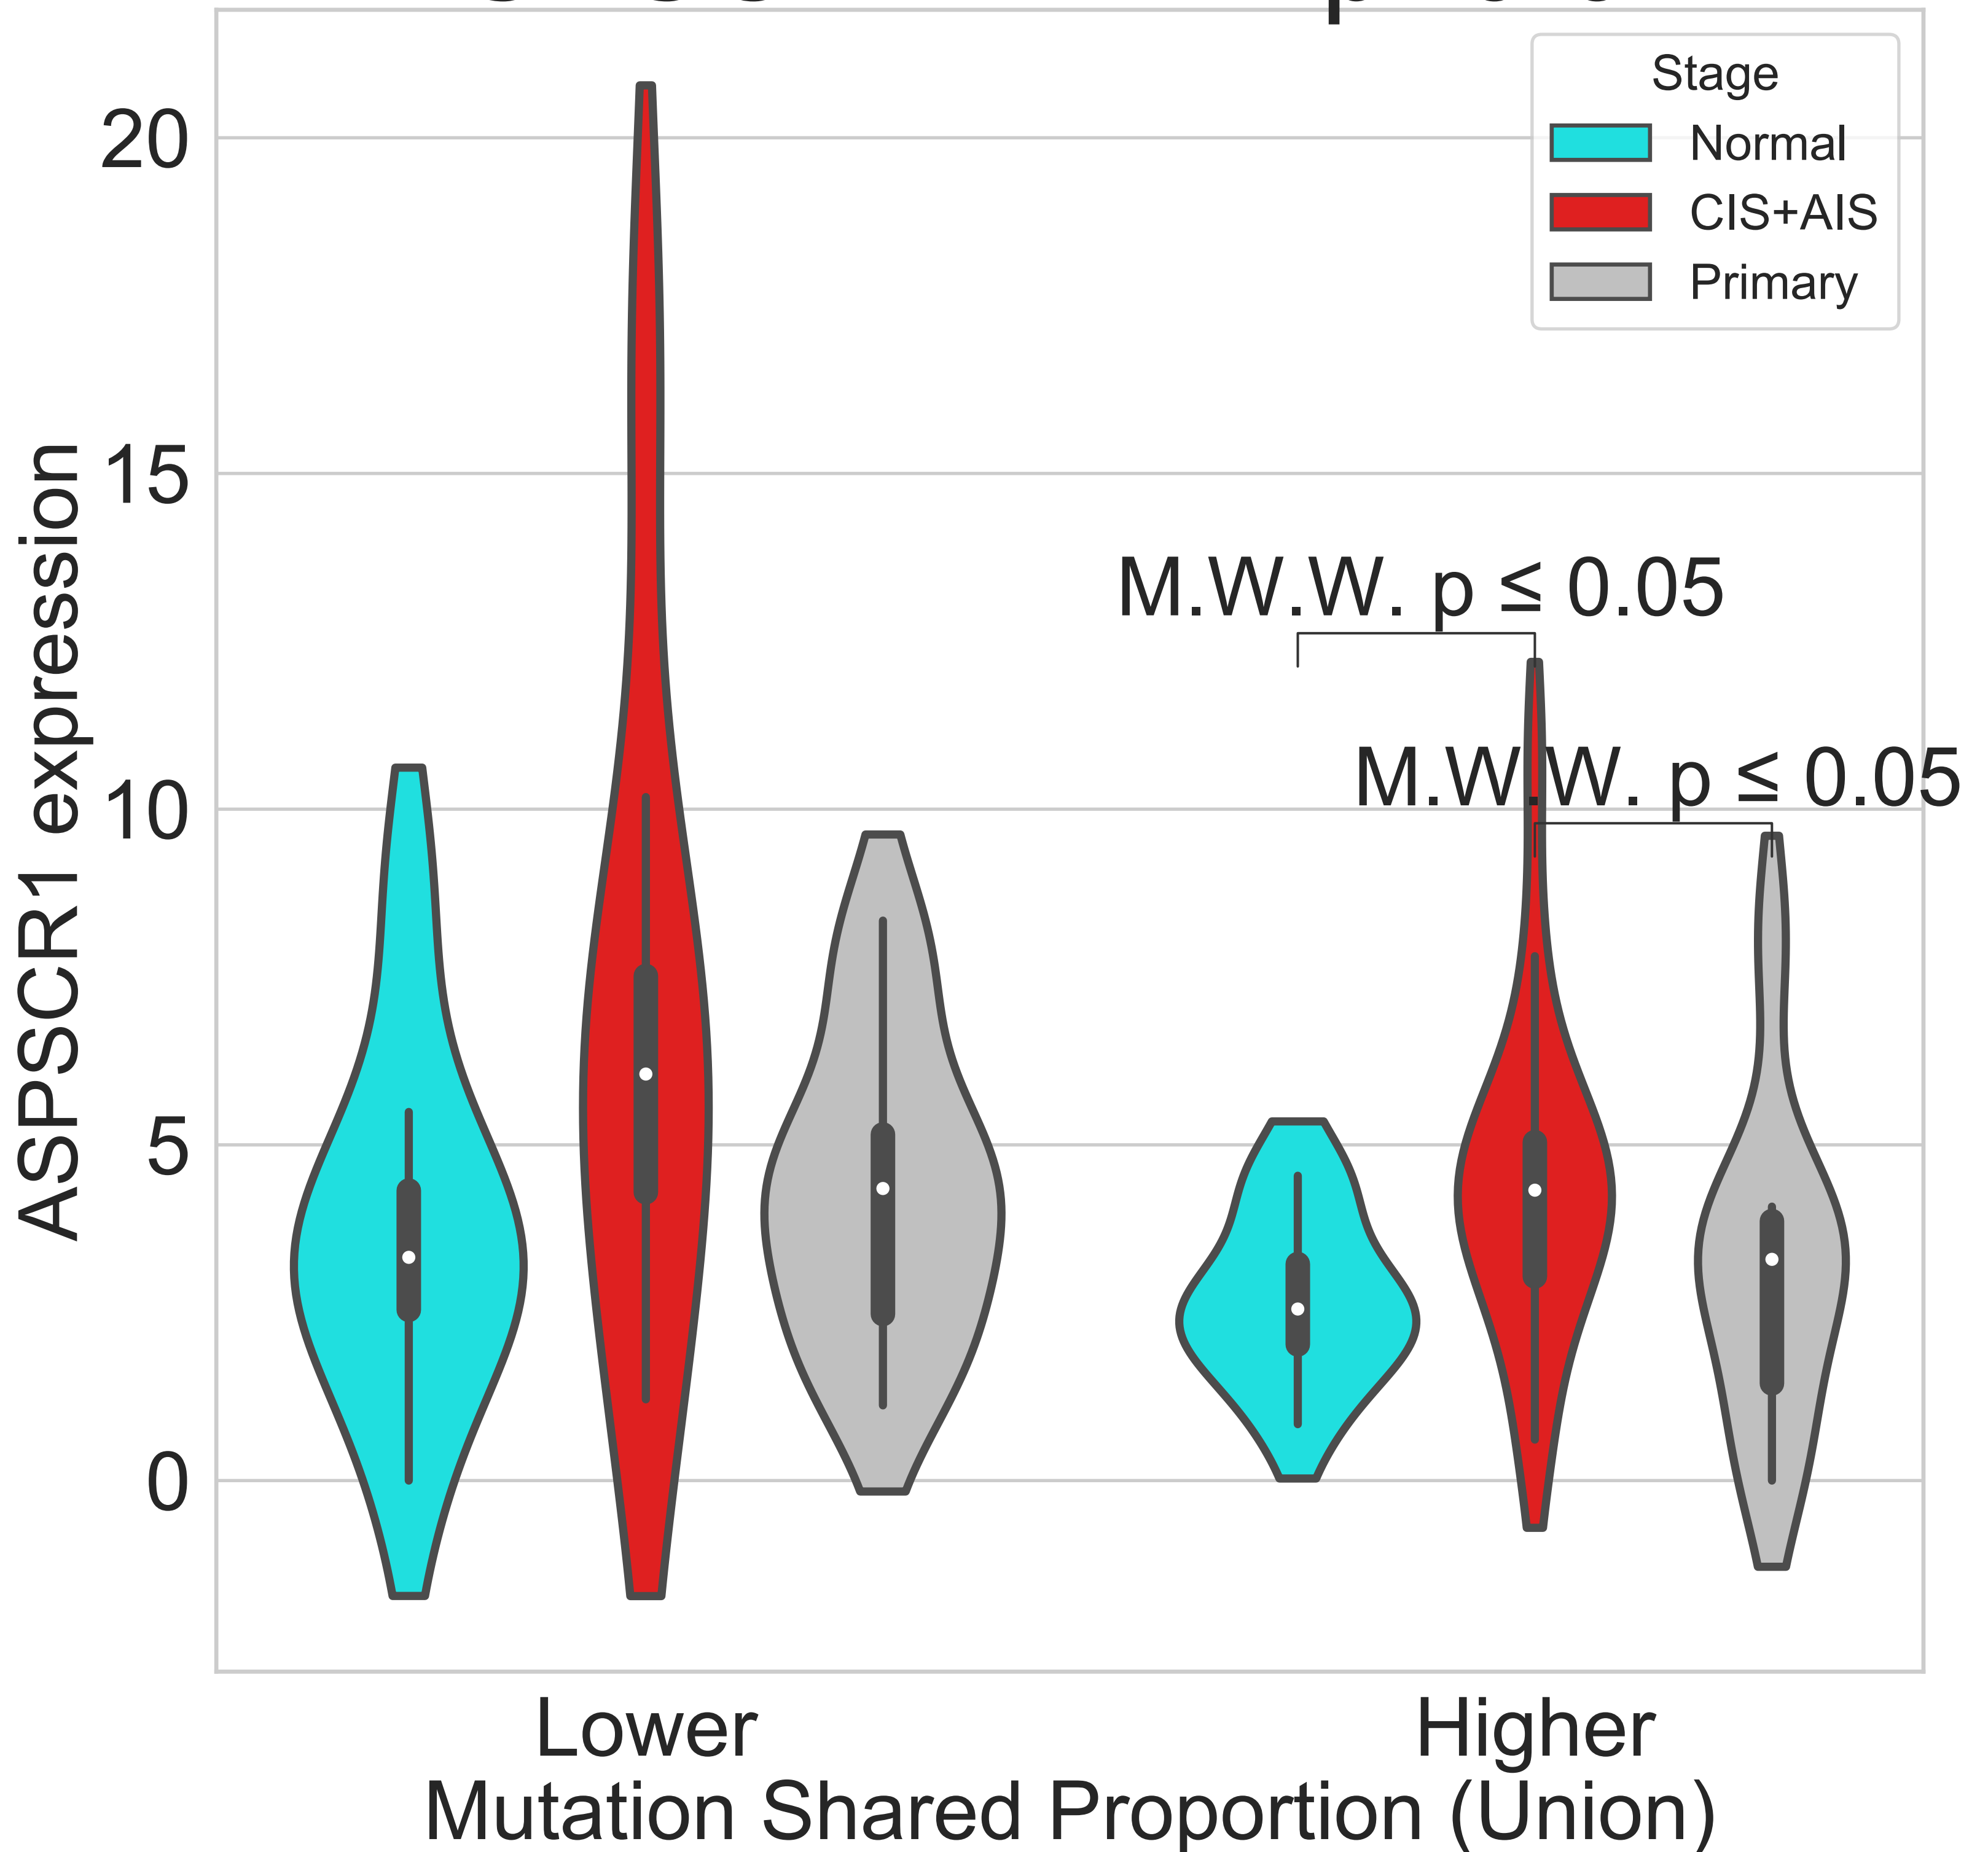 Stage
Normal
CIS+AIS
Primary
20
15
10
5
0
ASPSCR1 expression
M.W.W. p ≤ 0.05
M.W.W. p ≤ 0.05
Lower
Higher
Mutation Shared Proportion (Union)